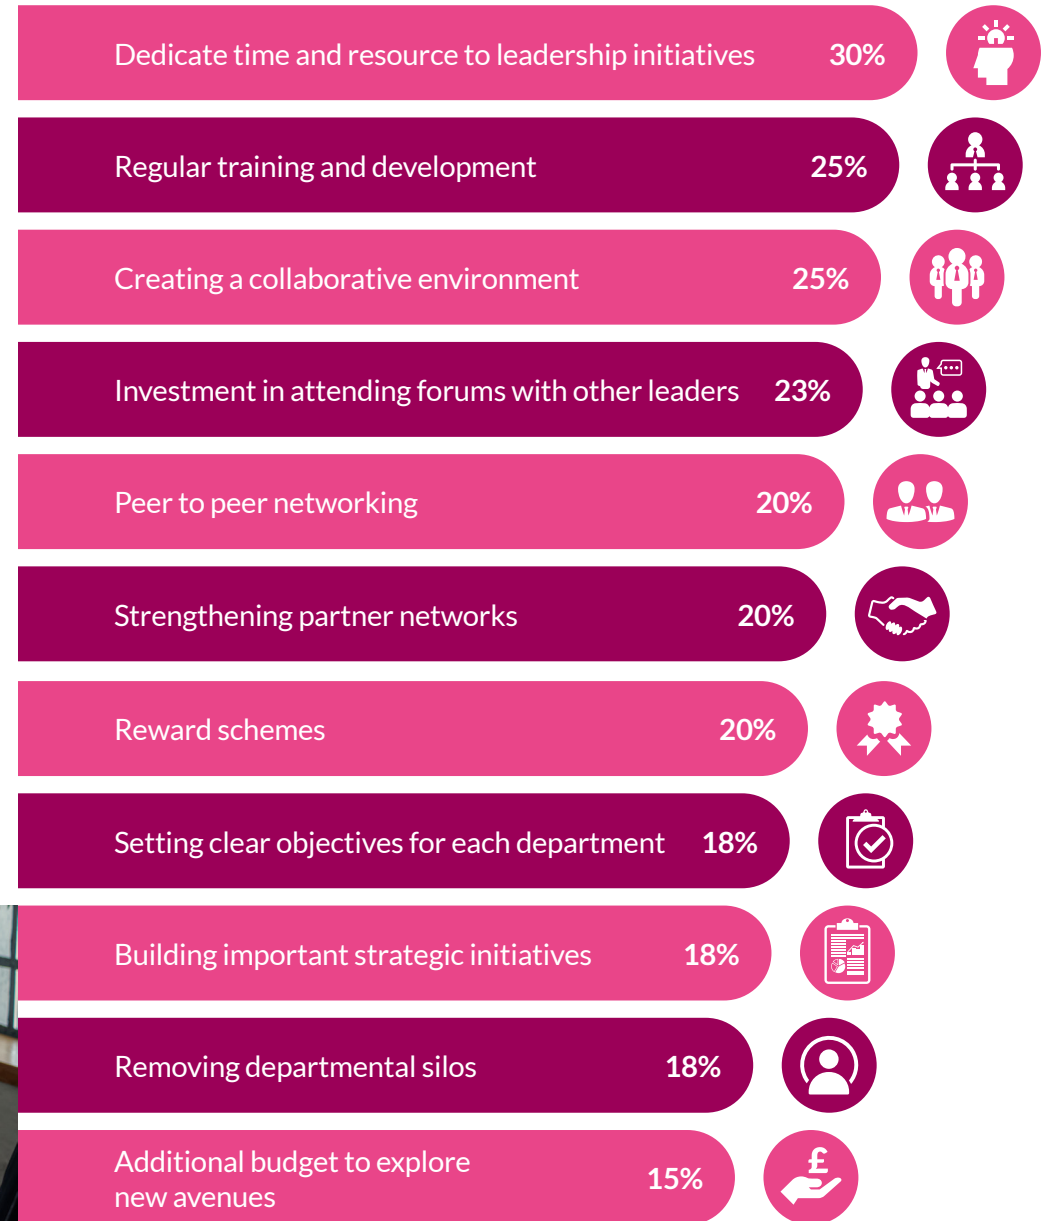 Dedicate time and resource to leadership initiatives 30%
Regular training and development 25%
Creating a collaborative environment 25%
Investment in attending forums with other leaders 23%
Peer to peer networking 20%
Strengthening partner networks 20%
Reward schemes 20%
Setting clear objectives for each department 18%
Building important strategic initiatives 18%
Removing departmental silos 18%
Additional budget to explore
new avenues 15%
£